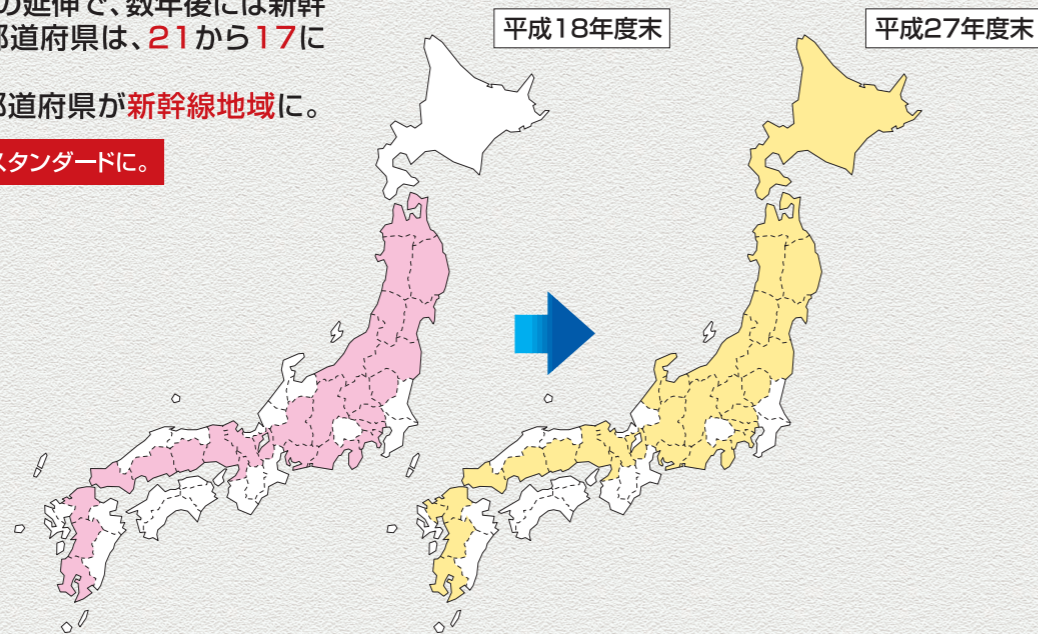 の延伸で、数年後には新幹
都道府県は、21から17に
都道府県が新幹線地域に。
スタンダードに。
平成18年度末
平成27年度末